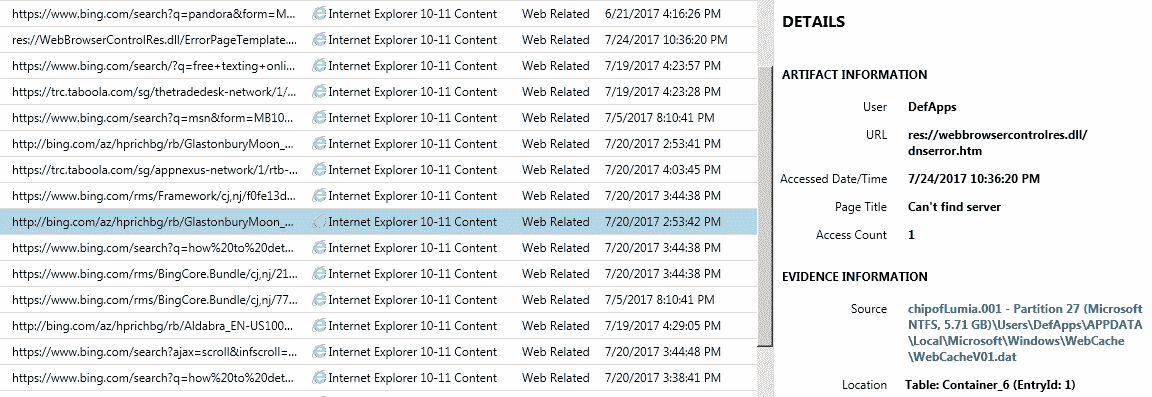 https://www.bing.com/search?q=pandora&form=M... Internet Explorer 10-11 Content Web Related 6/21/2017 4:16:26 PM
res://WebBrowserControlRes.dll/ErrorPageTemplate.... Internet Explorer 10-11 Content Web Related 7/24/2017 10:36:20 PM
https://www.bing.com/search/?q=free+texting+onli... Internet Explorer 10-11 Content Web Related 7/19/2017 4:23:57 PM
https://trc.taboola.com/sg/thetradedesk-network/1/... Internet Explorer 10-11 Content Web Related 7/19/2017 4:23:28 PM
https://www.bing.com/search?q=msn&form=MB10... Internet Explorer 10-11 Content Web Related 7/5/2017 8:10:41 PM
http://bing.com/az/hprichbg/rb/GlastonburyMoon_... Internet Explorer 10-11 Content Web Related 7/20/2017 2:53:41 PM
https://trc.taboola.com/sg/appnexus-network/1/rtb-... Internet Explorer 10-11 Content Web Related 7/20/2017 4:03:45 PM
https://www.bing.com/rms/Framework/cj,nj/f0fe13d... Internet Explorer 10-11 Content Web Related 7/20/2017 3:44:38 PM
http://bing.com/az/hprichbg/rb/GlastonburyMoon_... Internet Explorer 10-11 Content Web Related 7/20/2017 2:53:42 PM
https://www.bing.com/search?q=how%20to%20det... Internet Explorer 10-11 Content Web Related 7/20/2017 3:44:38 PM
https://www.bing.com/rms/BingCore.Bundle/cj,nj/21... Internet Explorer 10-11 Content Web Related 7/20/2017 3:44:38 PM
https://www.bing.com/rms/BingCore.Bundle/cj,nj/77... Internet Explorer 10-11 Content Web Related 7/5/2017 8:10:41 PM
http://bing.com/az/hprichbg/rb/Aldabra_EN-US100... Internet Explorer 10-11 Content Web Related 7/19/2017 4:29:05 PM
https://www.bing.com/search?ajax=scroll&infscroll=... Internet Explorer 10-11 Content Web Related 7/20/2017 3:44:48 PM
https://www.bing.com/search?q=how%20to%20det... Internet Explorer 10-11 Content Web Related 7/20/2017 3:38:41 PM
DETAILS
ARTIFACT INFORMATION
User DefApps
URL res://webbrowsercontrolres.dll/
dnserror.htm
Accessed Date/Time 7/24/2017 10:36:20 PM
Page Title Can't find server
Access Count 1
EVIDENCE INFORMATION
Source chipofLumia.001 - Partition 27 (Microsoft
NTFS, 5.71 GB)\Users\DefApps\APPDATA
\Local\Microsoft\Windows\WebCache
\WebCacheV01.dat
Location Table: Container_6 (EntryId: 1)